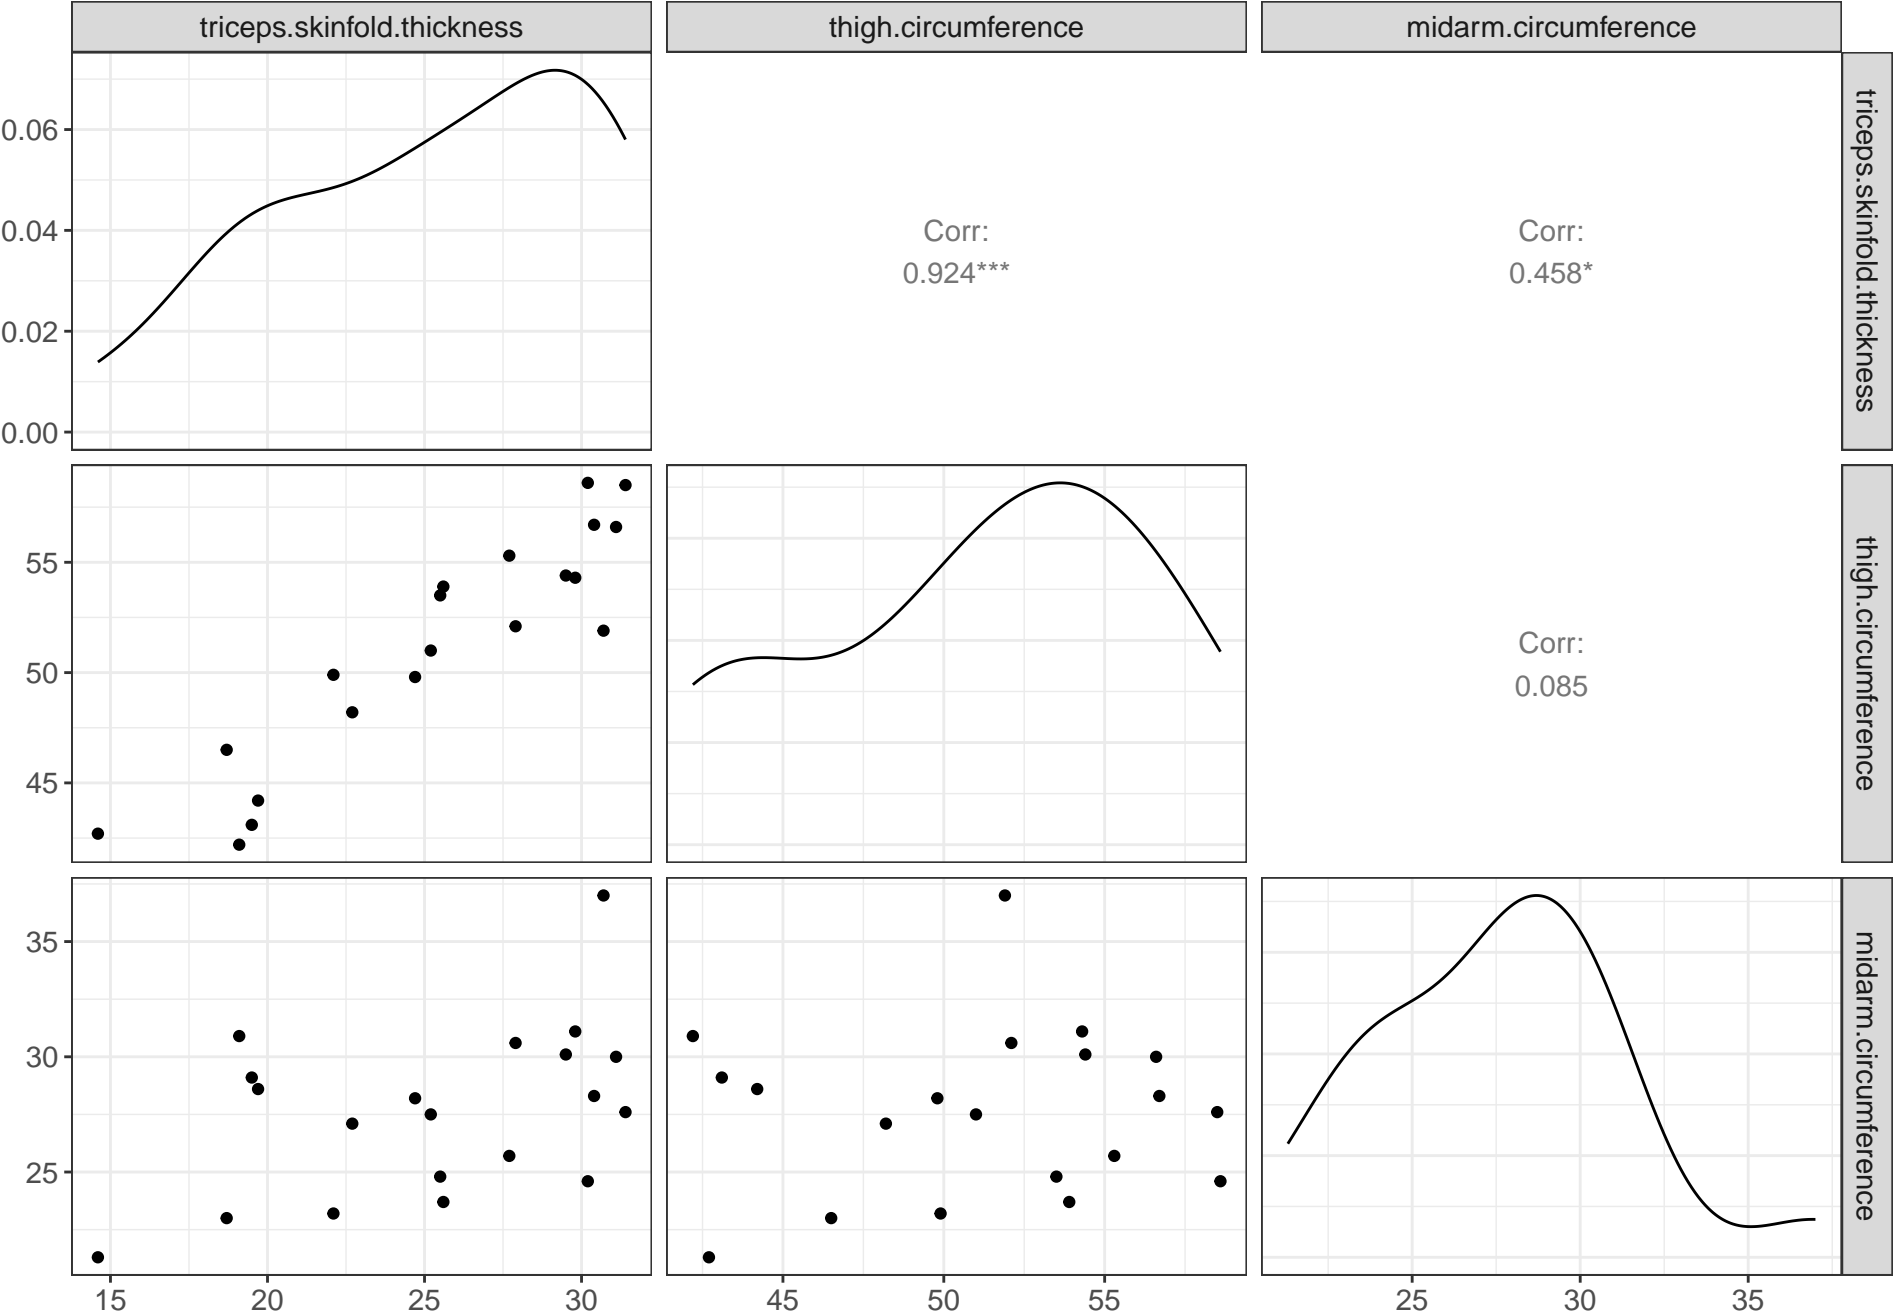 triceps.skinfold.thickness
thigh.circumference
midarm.circumference
0.06
0.04
0.02
0.00
Corr:
0.924***
Corr:
0.458*
triceps.skinfold.thickness
55
50
45
Corr:
0.085
thigh.circumference
35
30
25
midarm.circumference
15 20 25 30
45 50 55
25 30 35